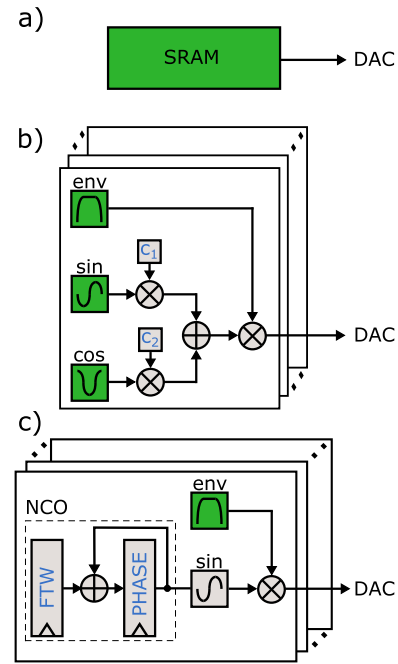 a)
SRAM
DAC
b)
env
C1
sin
C2
cos
DAC
c)
env
NCO
sin
FTW
PHASE
DAC